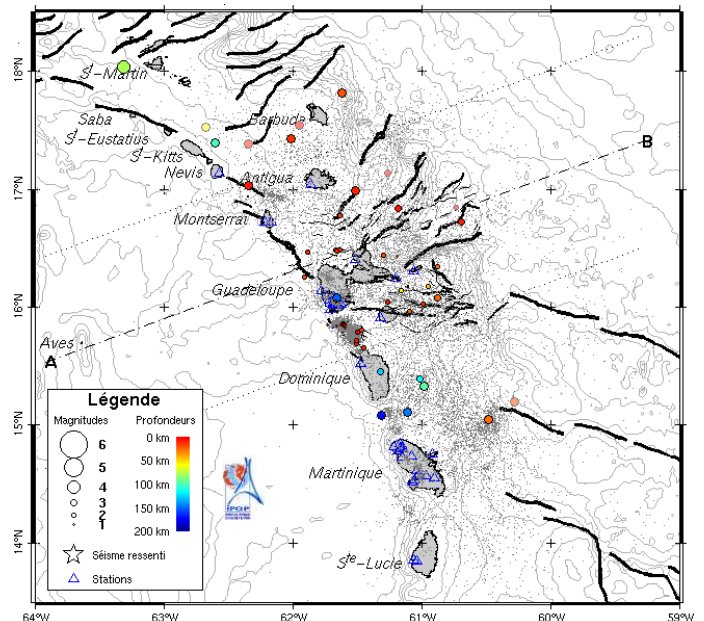 18°N
17°N
16°N
15°N
14°N
64°W
63°W
62°W
61°W
60°W
59°W
Sᵗ-Martin
Saba
Sᵗ-Eustatius
Sᵗ-Kitts
Nevis
Barbuda
Antigua
Montserrat
Guadeloupe
Aves
Dominique
Martinique
Sᵗᵉ-Lucie
A
B
Légende
Magnitudes
Profondeurs
6
5
4
3
2
1
0 km
50 km
100 km
150 km
200 km
Séisme ressenti
Stations
IPGP